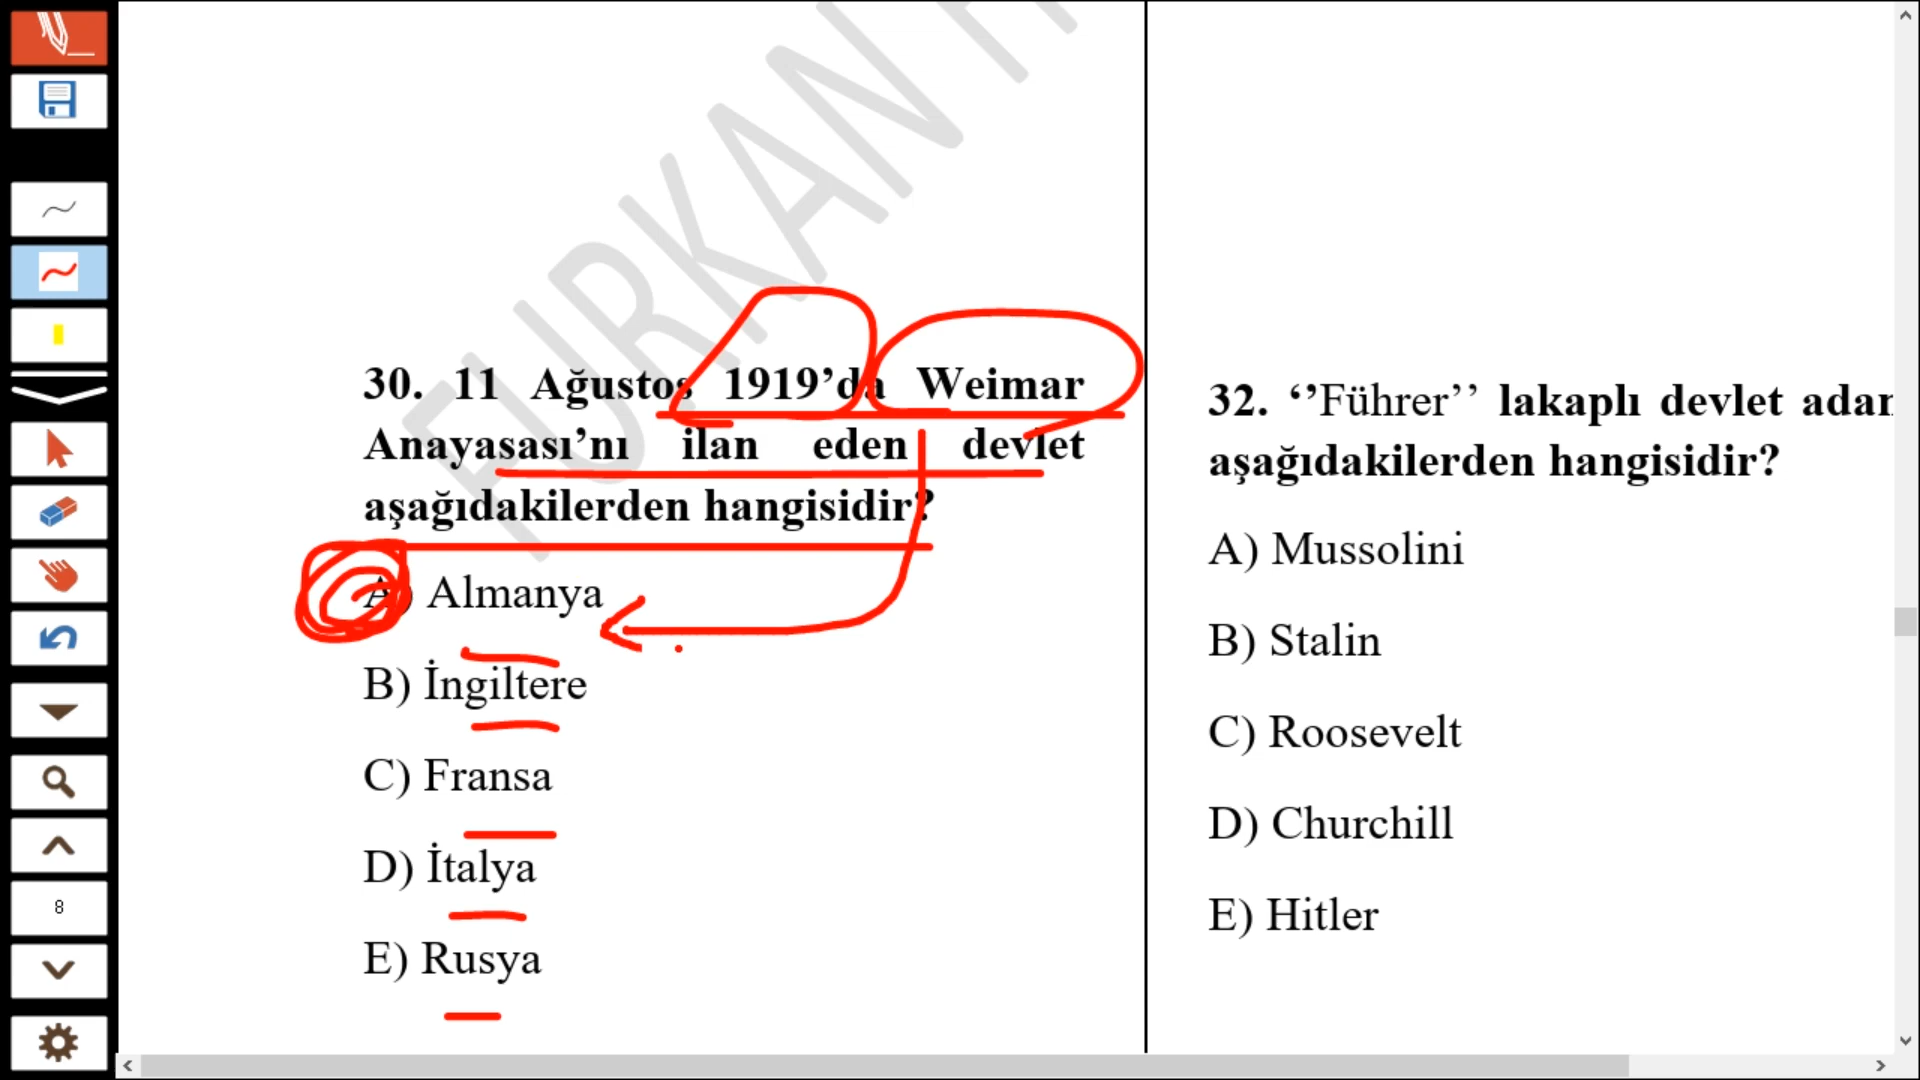 FURKAN H
30. 11 Ağustos 1919’da Weimar
Anayasası’nı ilan eden devlet
aşağıdakilerden hangisidir?
A) Almanya
B) İngiltere
C) Fransa
D) İtalya
E) Rusya
32. ‘’Führer’’ lakaplı devlet adam
aşağıdakilerden hangisidir?
A) Mussolini
B) Stalin
C) Roosevelt
D) Churchill
E) Hitler
8